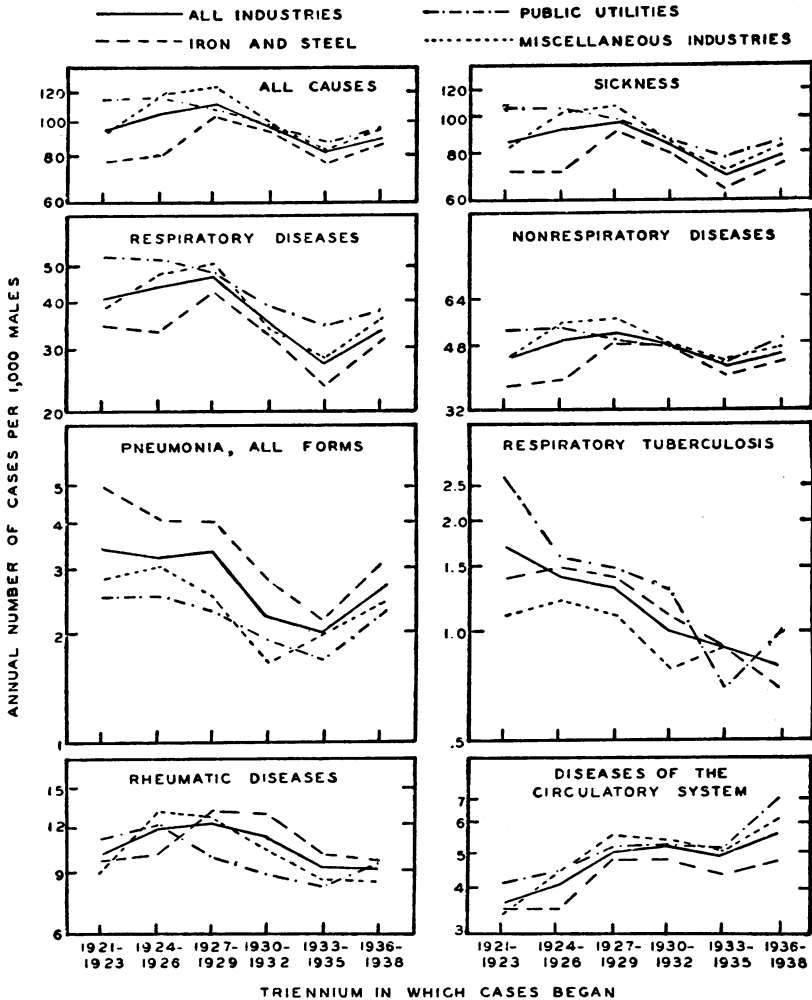 ALL INDUSTRIES
PUBLIC UTILITIES
IRON AND STEEL
MISCELLANEOUS INDUSTRIES
ANNUAL NUMBER OF CASES PER 1,000 MALES
ALL CAUSES
120
100
80
60
SICKNESS
120
100
80
60
RESPIRATORY DISEASES
50
40
30
20
NONRESPIRATORY DISEASES
64
48
32
PNEUMONIA, ALL FORMS
5
4
3
2
1
RESPIRATORY TUBERCULOSIS
2.5
2.0
1.5
1.0
.5
RHEUMATIC DISEASES
15
12
9
6
DISEASES OF THE
CIRCULATORY SYSTEM
7
6
5
4
3
1921- 1924- 1927- 1930- 1933- 1936-
1923 1926 1929 1932 1935 1938
1921- 1924- 1927- 1930- 1933- 1936-
1923 1926 1929 1932 1935 1938
TRIENNIUM IN WHICH CASES BEGAN